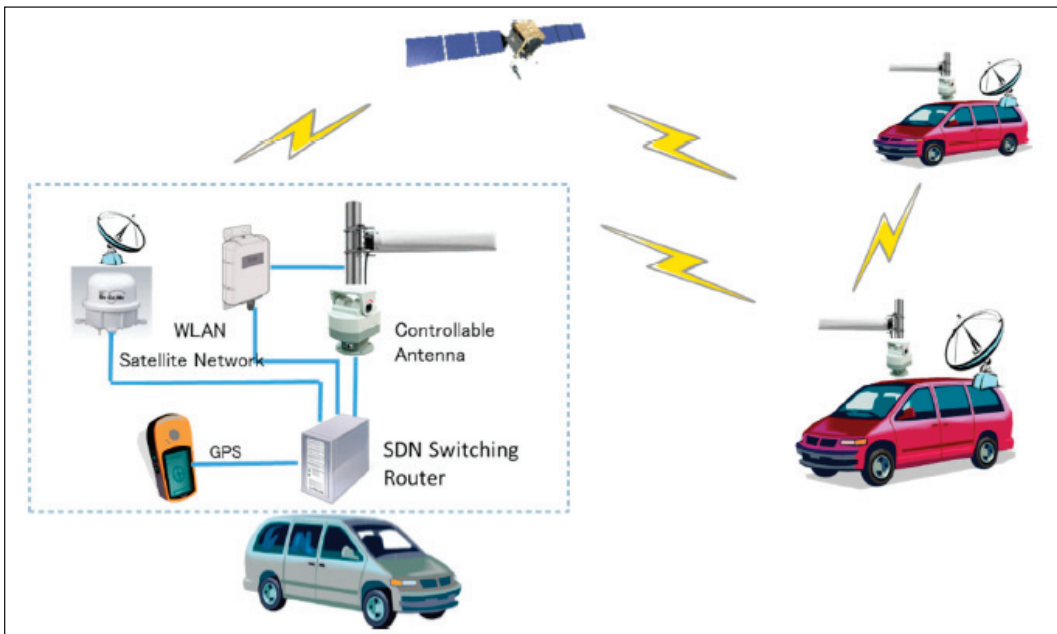 WLAN
Satellite Network
Controllable
Antenna
GPS
SDN Switching
Router